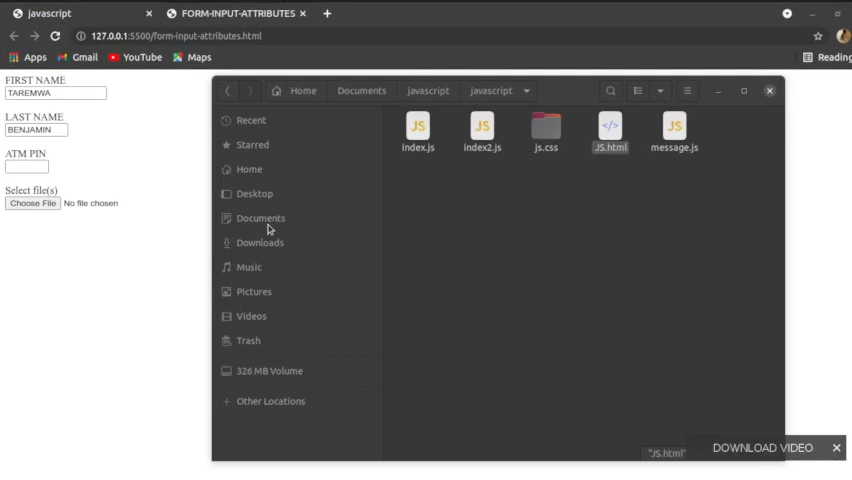 javascript
FORM-INPUT-ATTRIBUTES
127.0.0.1:5500/form-input-attributes.html
Apps Gmail YouTube Maps Reading
FIRST NAME
TAREMWA
LAST NAME
BENJAMIN
ATM PIN
Select file(s)
Choose File No file chosen
Home Documents javascript javascript
Recent
Starred
Home
Desktop
Documents
Downloads
Music
Pictures
Videos
Trash
326 MB Volume
Other Locations
JS
index.js
JS
index2.js
js.css
</>
JS.html
JS
message.js
"JS.html"
DOWNLOAD VIDEO